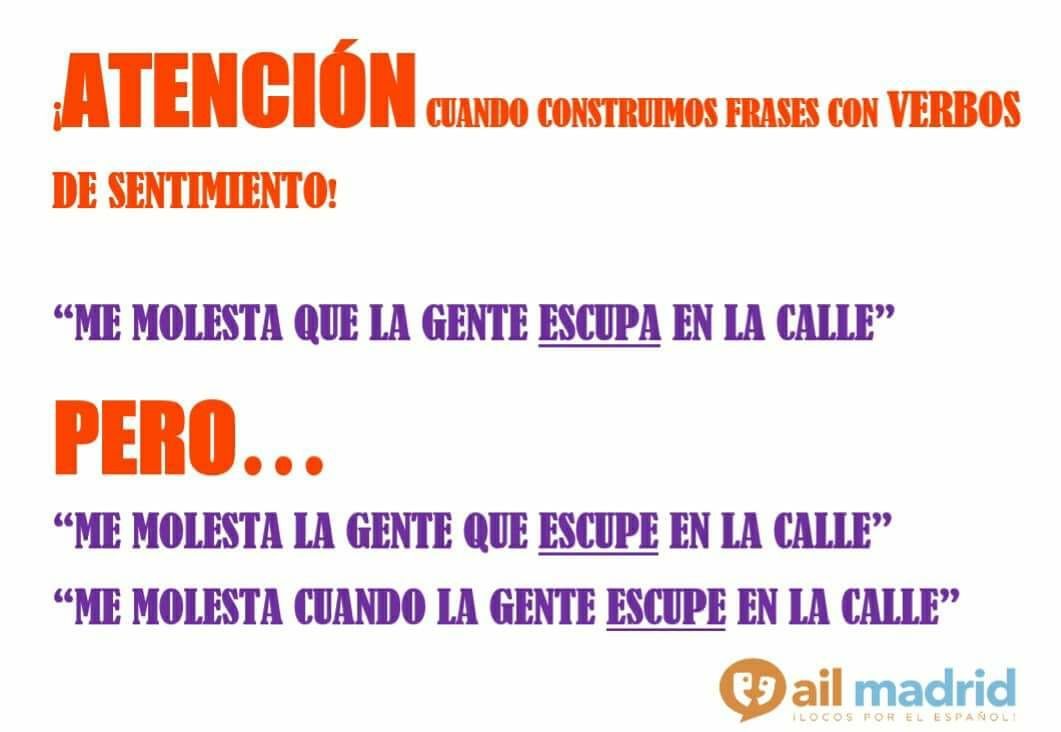 ¡ATENCIÓN CUANDO CONSTRUIMOS FRASES CON VERBOS
DE SENTIMIENTO!
“ME MOLESTA QUE LA GENTE ESCUPA EN LA CALLE”
PERO...
“ME MOLESTA LA GENTE QUE ESCUPE EN LA CALLE”
“ME MOLESTA CUANDO LA GENTE ESCUPE EN LA CALLE”
ail madrid
¡LOCOS POR EL ESPAÑOL!